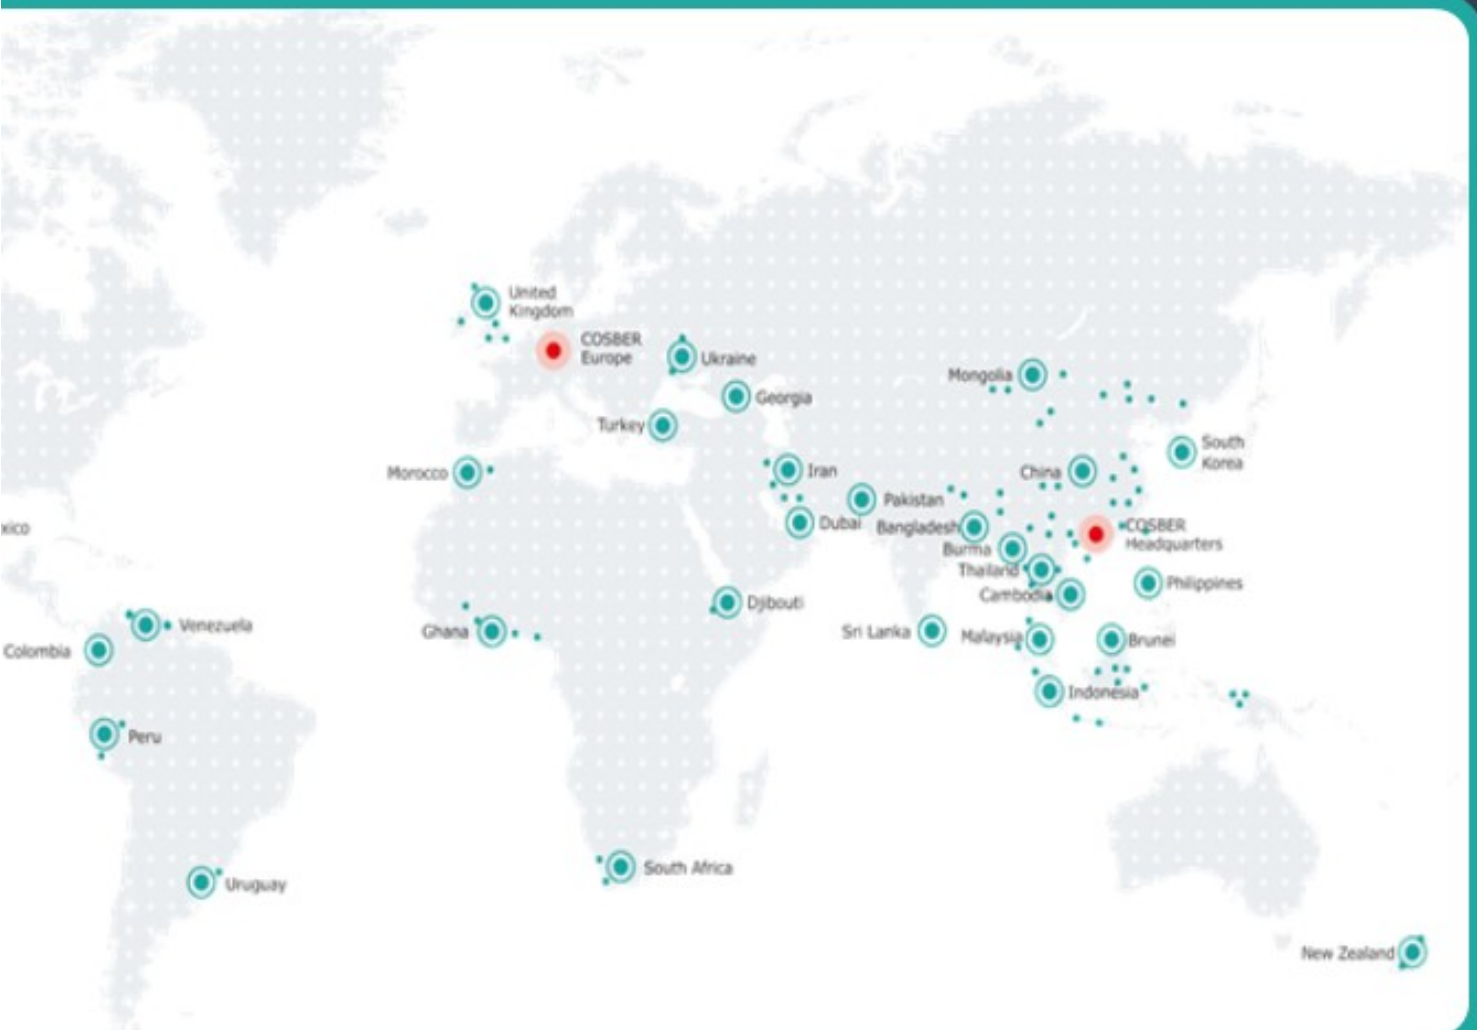 United
Kingdom
COSBER
Europe
Ukraine
Mongolia
Georgia
Turkey
South
Korea
Morocco
Iran
China
Pakistan
Dubai
Bangladesh
COSBER
Headquarters
xico
Burma
Thailand
Philippines
Cambodia
Djibouti
Venezuela
Ghana
Sri Lanka
Malaysia
Brunei
Colombia
Indonesia
Peru
South Africa
Uruguay
New Zealand